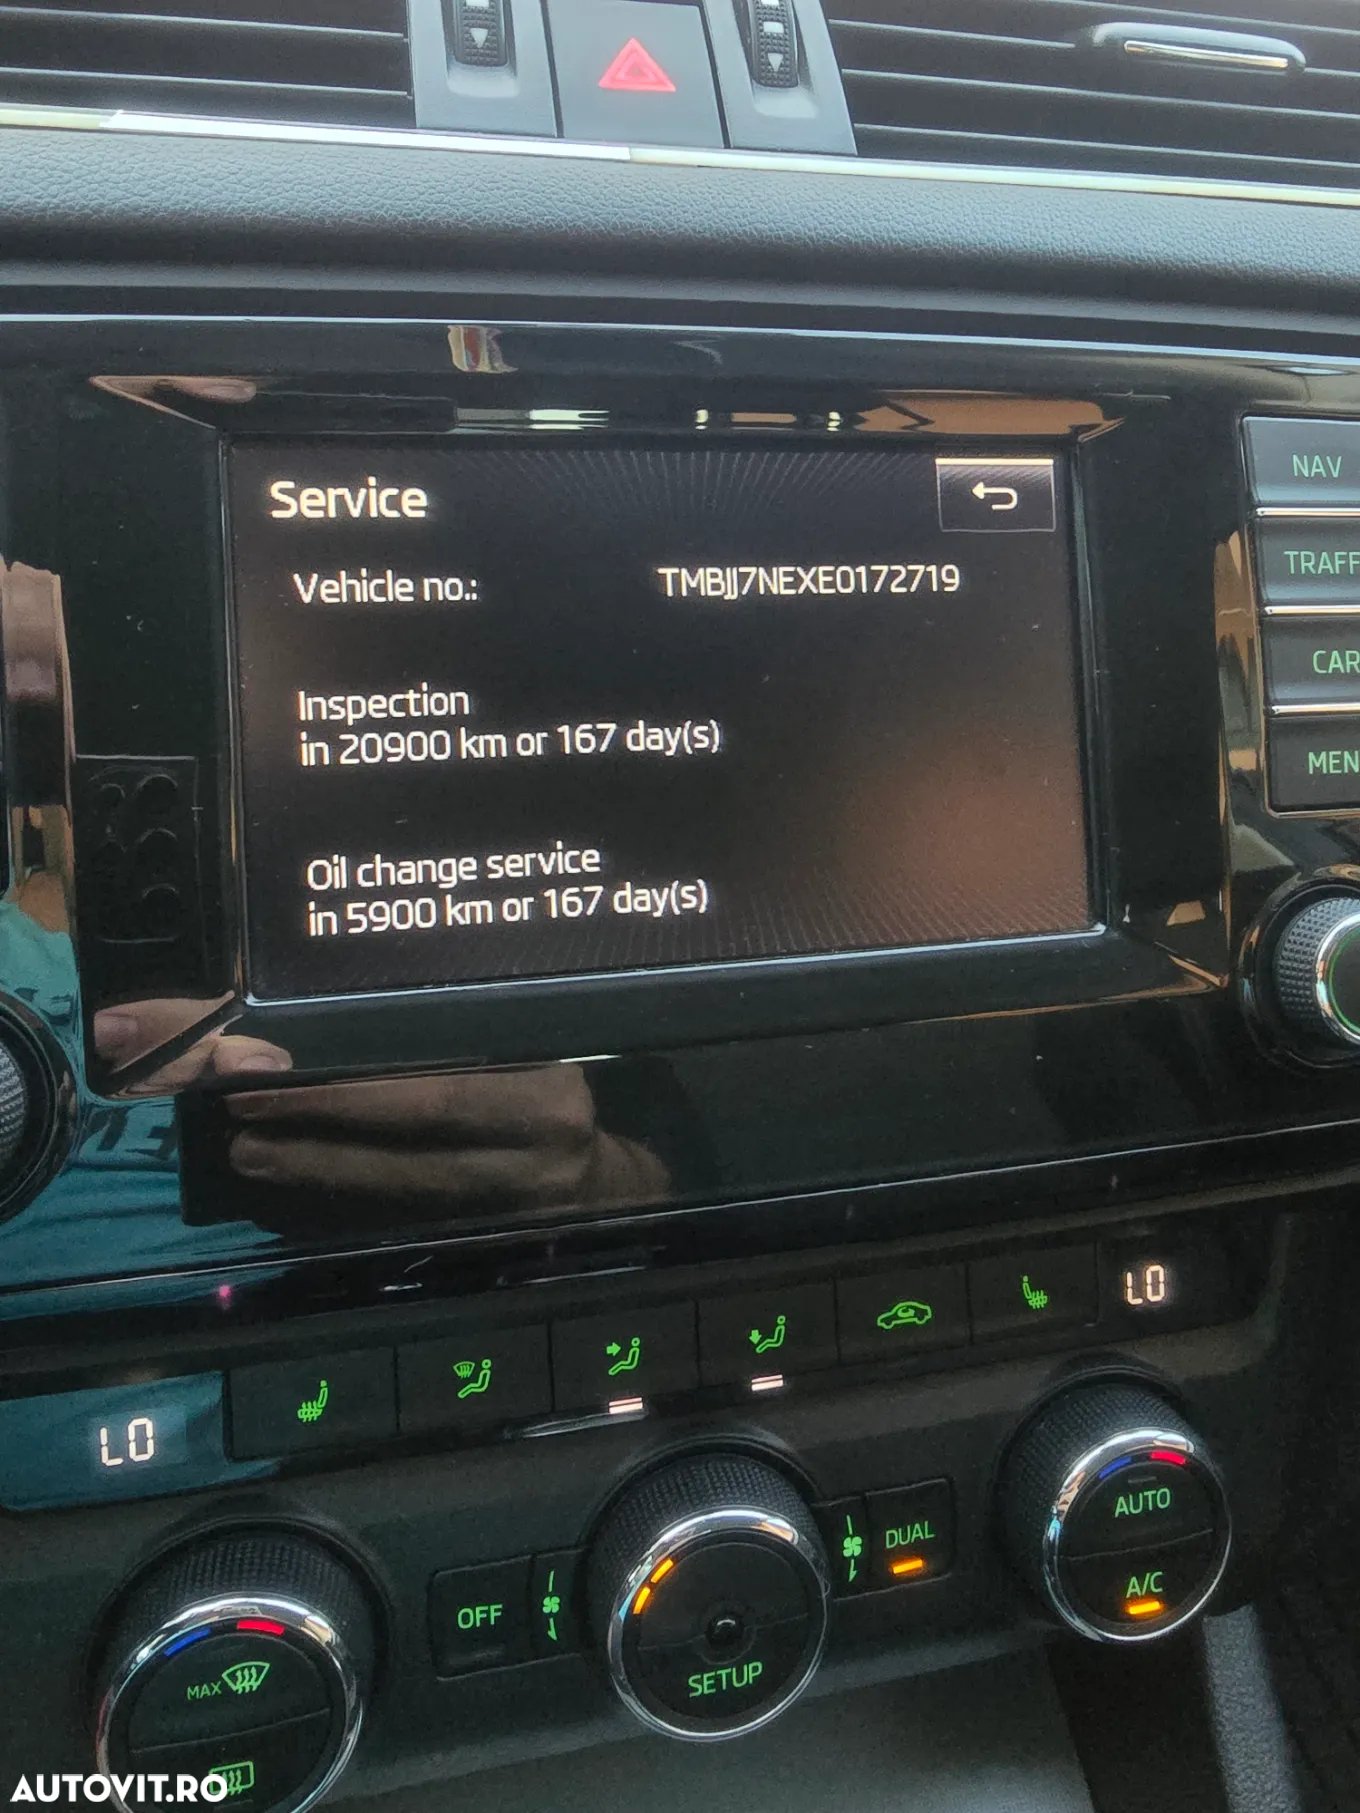 Service
Vehicle no.: TMBJJ7NEXE0172719
Inspection
in 20900 km or 167 day(s)
Oil change service
in 5900 km or 167 day(s)
NAV
TRAFF
CAR
MEN
LO
LO
OFF
DUAL
AUTO
A/C
SETUP
MAX
AUTOVIT.RO